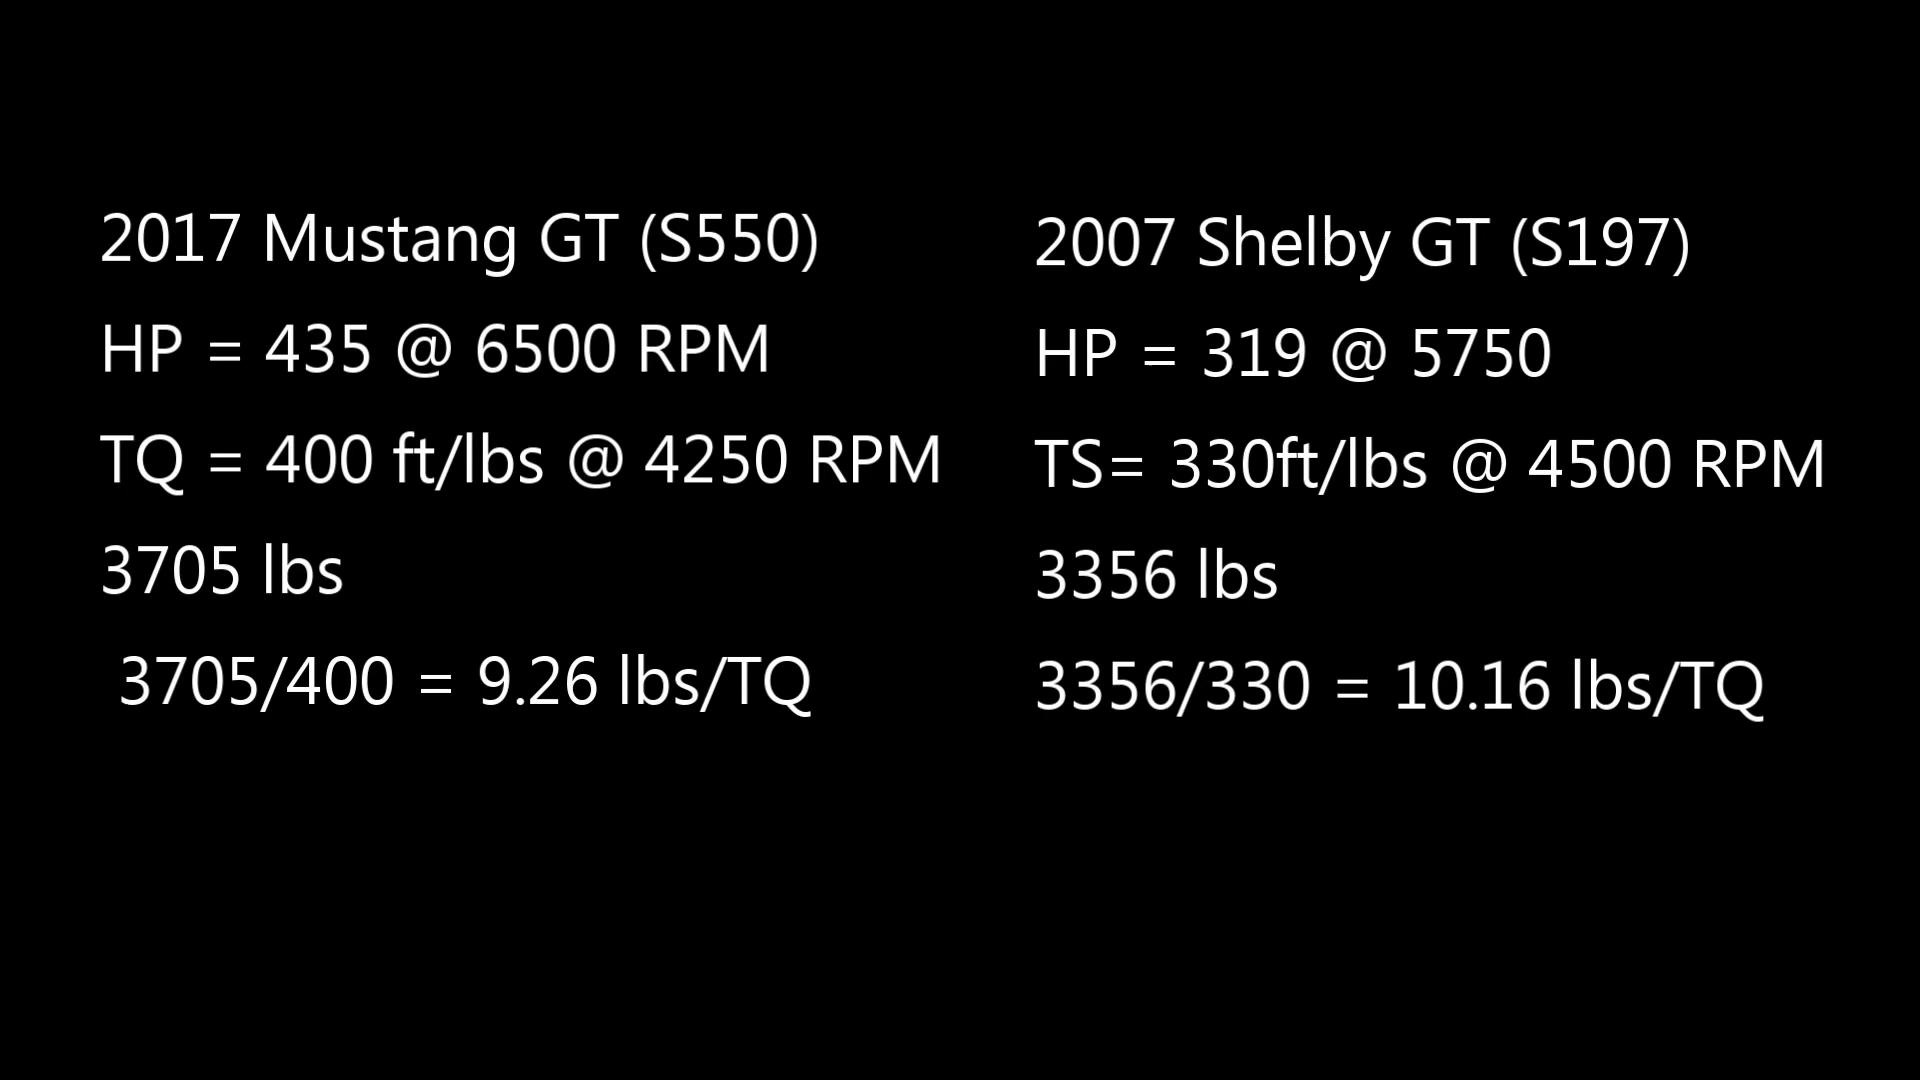 2017 Mustang GT (S550)
HP = 435 @ 6500 RPM
TQ = 400 ft/lbs @ 4250 RPM
3705 lbs
3705/400 = 9.26 lbs/TQ
2007 Shelby GT (S197)
HP = 319 @ 5750
TS= 330ft/lbs @ 4500 RPM
3356 lbs
3356/330 = 10.16 lbs/TQ